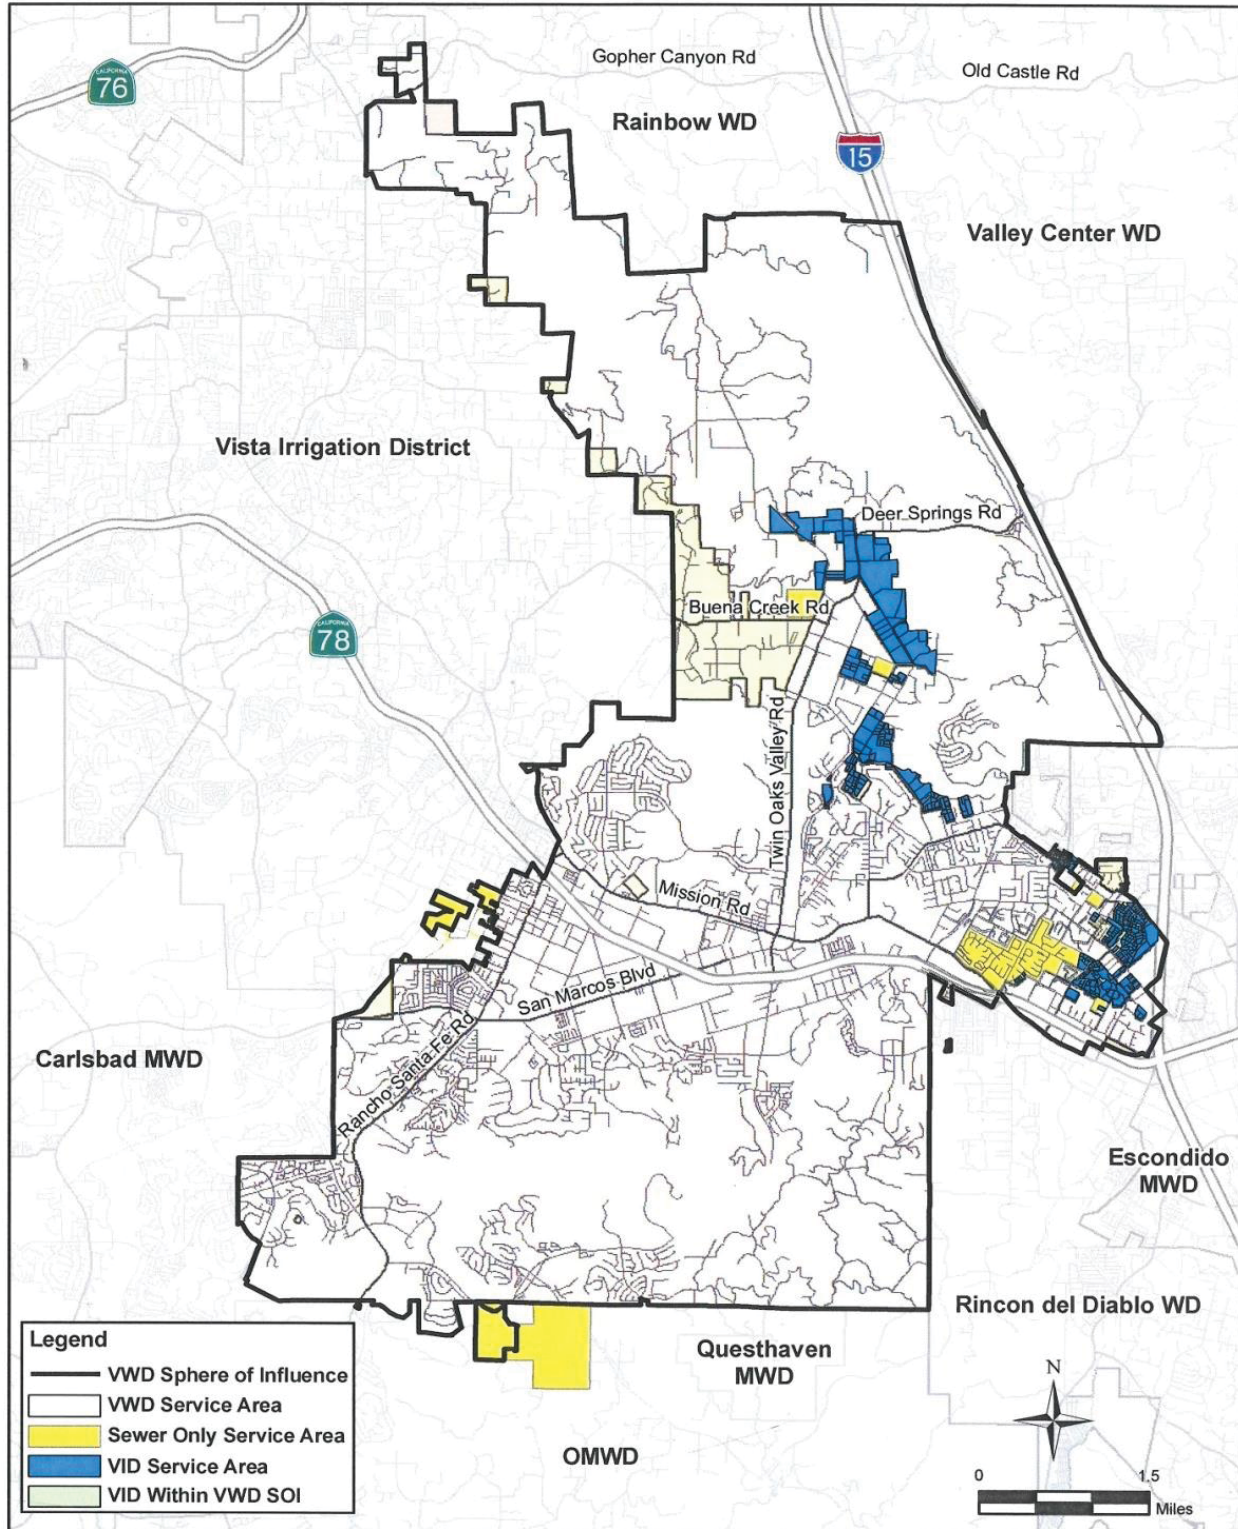 Gopher Canyon Rd
Old Castle Rd
CALIFORNIA
76
Rainbow WD
15
Valley Center WD
Vista Irrigation District
Deer Springs Rd
Buena Creek Rd
CALIFORNIA
78
Twin Oaks Valley Rd
Mission Rd
San Marcos Blvd
Rancho Santa Fe Rd
Carlsbad MWD
Escondido
MWD
Rincon del Diablo WD
Questhaven
MWD
OMWD
Legend
VWD Sphere of Influence
VWD Service Area
Sewer Only Service Area
VID Service Area
VID Within VWD SOI
N
0
1.5
Miles